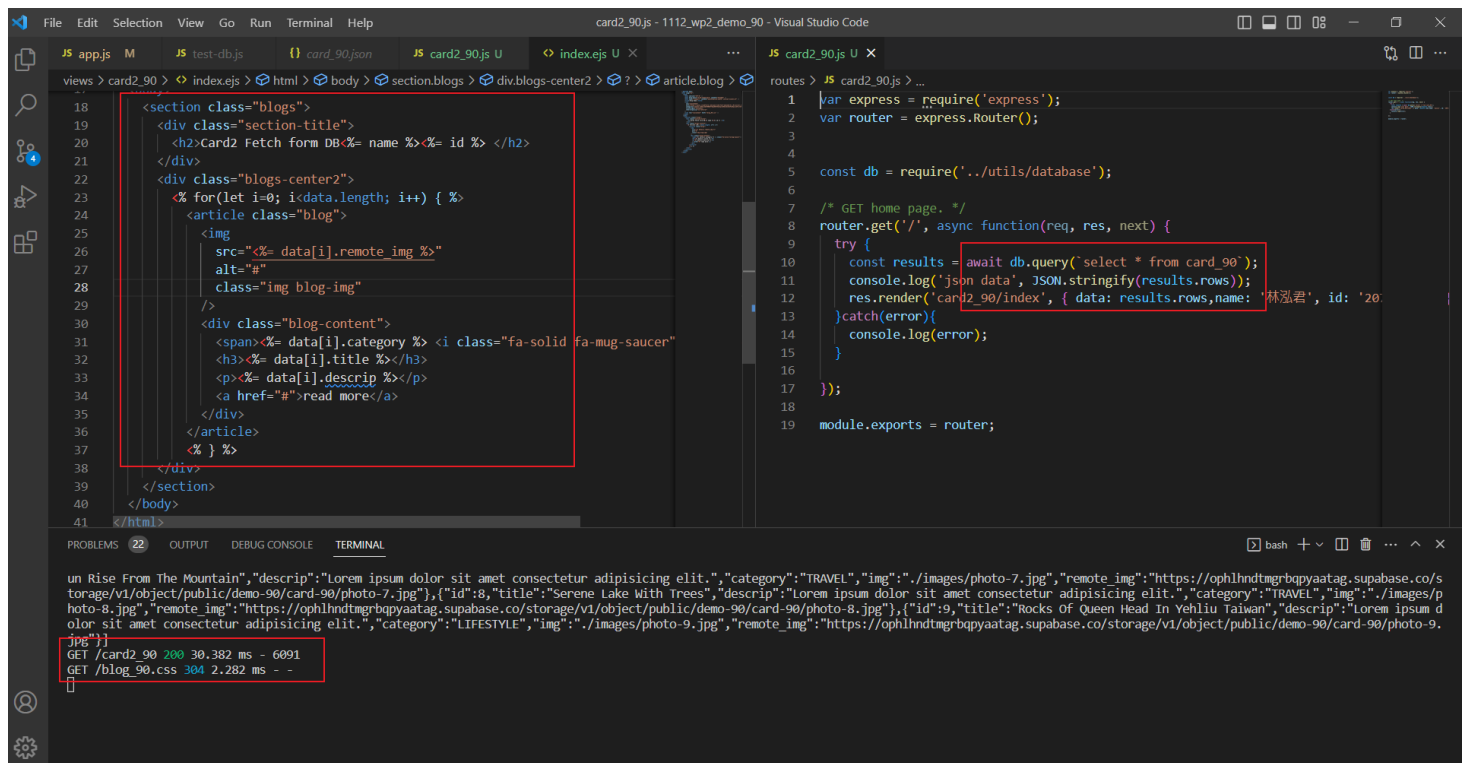 File Edit Selection View Go Run Terminal Help card2_90.js - 1112_wp2_demo_90 - Visual Studio Code
JS app.js M JS test-db.js {} card_90.json JS card2_90.js U <> index.ejs U ···
views > card2_90 > <> index.ejs > html > body > section.blogs > div.blogs-center2 > ? > article.blog >
18 <section class="blogs">
19 <div class="section-title">
20 <h2>Card2 Fetch form DB<%= name %><%= id %> </h2>
21 </div>
22 <div class="blogs-center2">
23 <% for(let i=0; i<data.length; i++) { %>
24 <article class="blog">
25 <img
26 src="<%= data[i].remote_img %>"
27 alt="#"
28 class="img blog-img"
29 />
30 <div class="blog-content">
31 <span><%= data[i].category %> <i class="fa-solid fa-mug-saucer"
32 <h3><%= data[i].title %></h3>
33 <p><%= data[i].descrip %></p>
34 <a href="#">read more</a>
35 </div>
36 </article>
37 <% } %>
38 </div>
39 </section>
40 </body>
41 </html>
JS card2_90.js U
routes > JS card2_90.js > ...
1 var express = require('express');
2 var router = express.Router();
3
4
5 const db = require('../utils/database');
6
7 /* GET home page. */
8 router.get('/', async function(req, res, next) {
9 try {
10 const results = await db.query(`select * from card_90`);
11 console.log('json data', JSON.stringify(results.rows));
12 res.render('card2_90/index', { data: results.rows,name: '林泓君', id: '20
13 }catch(error){
14 console.log(error);
15 }
16
17 });
18
19 module.exports = router;
4
PROBLEMS 22 OUTPUT DEBUG CONSOLE TERMINAL bash
un Rise From The Mountain","descrip":"Lorem ipsum dolor sit amet consectetur adipisicing elit.","category":"TRAVEL","img":"./images/photo-7.jpg","remote_img":"https://ophlhndtmgrbqpyaatag.supabase.co/s
torage/v1/object/public/demo-90/card-90/photo-7.jpg"},{"id":8,"title":"Serene Lake With Trees","descrip":"Lorem ipsum dolor sit amet consectetur adipisicing elit.","category":"TRAVEL","img":"./images/p
hoto-8.jpg","remote_img":"https://ophlhndtmgrbqpyaatag.supabase.co/storage/v1/object/public/demo-90/card-90/photo-8.jpg"},{"id":9,"title":"Rocks Of Queen Head In Yehliu Taiwan","descrip":"Lorem ipsum d
olor sit amet consectetur adipisicing elit.","category":"LIFESTYLE","img":"./images/photo-9.jpg","remote_img":"https://ophlhndtmgrbqpyaatag.supabase.co/storage/v1/object/public/demo-90/card-90/photo-9.
jpg"}]
GET /card2_90 200 30.382 ms - 6091
GET /blog_90.css 304 2.282 ms - -